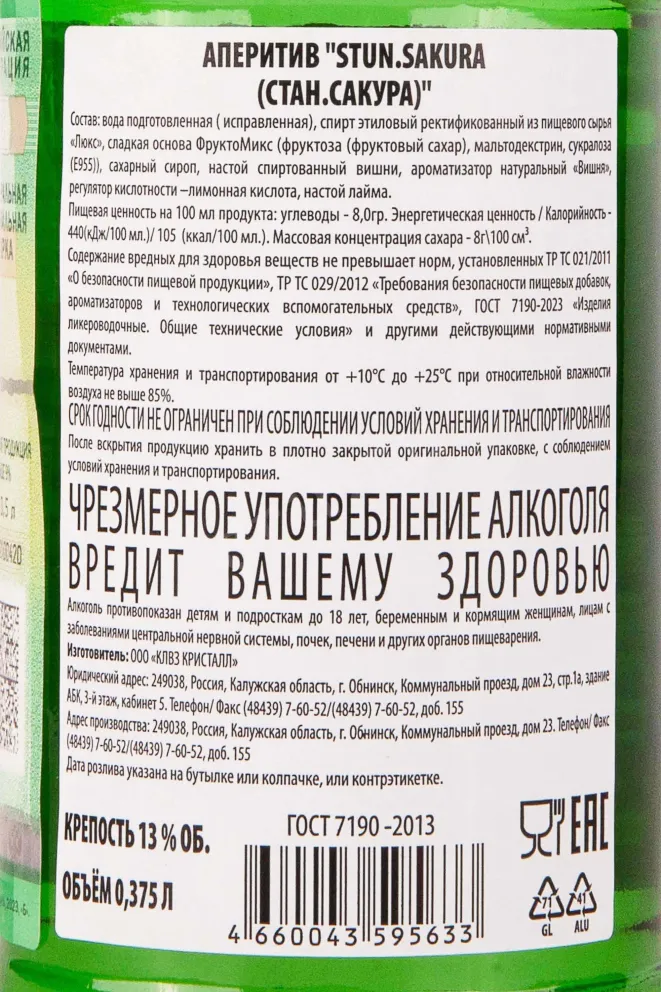 АПЕРИТИВ "STUN.SAKURA
(СТАН.САКУРА)"
Состав: вода подготовленная ( исправленная), спирт этиловый ректификованный из пищевого сырья
«Люкс», сладкая основа ФруктоМикс (фруктоза (фруктовый сахар), мальтодекстрин, сукралоза
(Е955)), сахарный сироп, настой спиртованный вишни, ароматизатор натуральный «Вишня»,
регулятор кислотности –лимонная кислота, настой лайма.
Пищевая ценность на 100 мл продукта: углеводы - 8,0гр. Энергетическая ценность / Калорийность -
440(кДж/100 мл.)/ 105 (ккал/100 мл.). Массовая концентрация сахара - 8г\100 см³.
Содержание вредных для здоровья веществ не превышает норм, установленных ТР ТС 021/2011
«О безопасности пищевой продукции», ТР ТС 029/2012 «Требования безопасности пищевых добавок,
ароматизаторов и технологических вспомогательных средств», ГОСТ 7190-2023 «Изделия
ликероводочные. Общие технические условия» и другими действующими нормативными
документами.
Температура хранения и транспортирования от +10°С до +25°С при относительной влажности
воздуха не выше 85%.
СРОК ГОДНОСТИ НЕ ОГРАНИЧЕН ПРИ СОБЛЮДЕНИИ УСЛОВИЙ ХРАНЕНИЯ И ТРАНСПОРТИРОВАНИЯ
После вскрытия продукцию хранить в плотно закрытой оригинальной упаковке, с соблюдением
условий хранения и транспортирования.
ЧРЕЗМЕРНОЕ УПОТРЕБЛЕНИЕ АЛКОГОЛЯ
ВРЕДИТ ВАШЕМУ ЗДОРОВЬЮ
Алкоголь противопоказан детям и подросткам до 18 лет, беременным и кормящим женщинам, лицам с
заболеваниями центральной нервной системы, почек, печени и других органов пищеварения.
Изготовитель: ООО «КЛВЗ КРИСТАЛЛ»
Юридический адрес: 249038, Россия, Калужская область, г. Обнинск, Коммунальный проезд, дом 23, стр.1а, здание
АБК, 3-й этаж, кабинет 5. Телефон/ Факс (48439) 7-60-52/(48439) 7-60-52, доб. 155
Адрес производства: 249038, Россия, Калужская область, г. Обнинск, Коммунальный проезд, дом 23. Телефон/ Факс
(48439) 7-60-52/(48439) 7-60-52, доб. 155
Дата розлива указана на бутылке или колпачке, или контрэтикетке.
КРЕПОСТЬ 13 % ОБ.
ОБЪЁМ 0,375 Л
ГОСТ 7190 -2013
4 660043 595633
EAC
71
GL
41
ALU